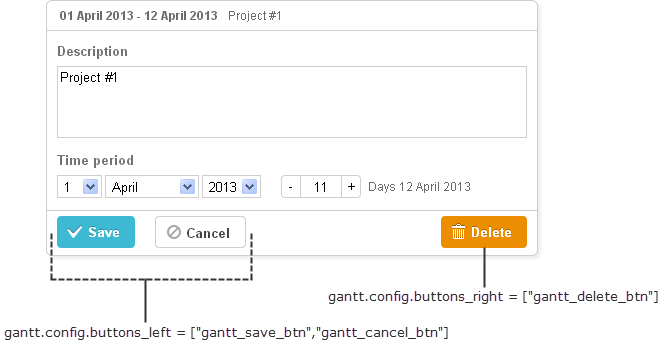 01 April 2013 - 12 April 2013 Project #1
Description
Project #1
Time period
1 April 2013 - 11 + Days 12 April 2013
Save Cancel Delete
gantt.config.buttons_right = ["gantt_delete_btn"]
gantt.config.buttons_left = ["gantt_save_btn","gantt_cancel_btn"]